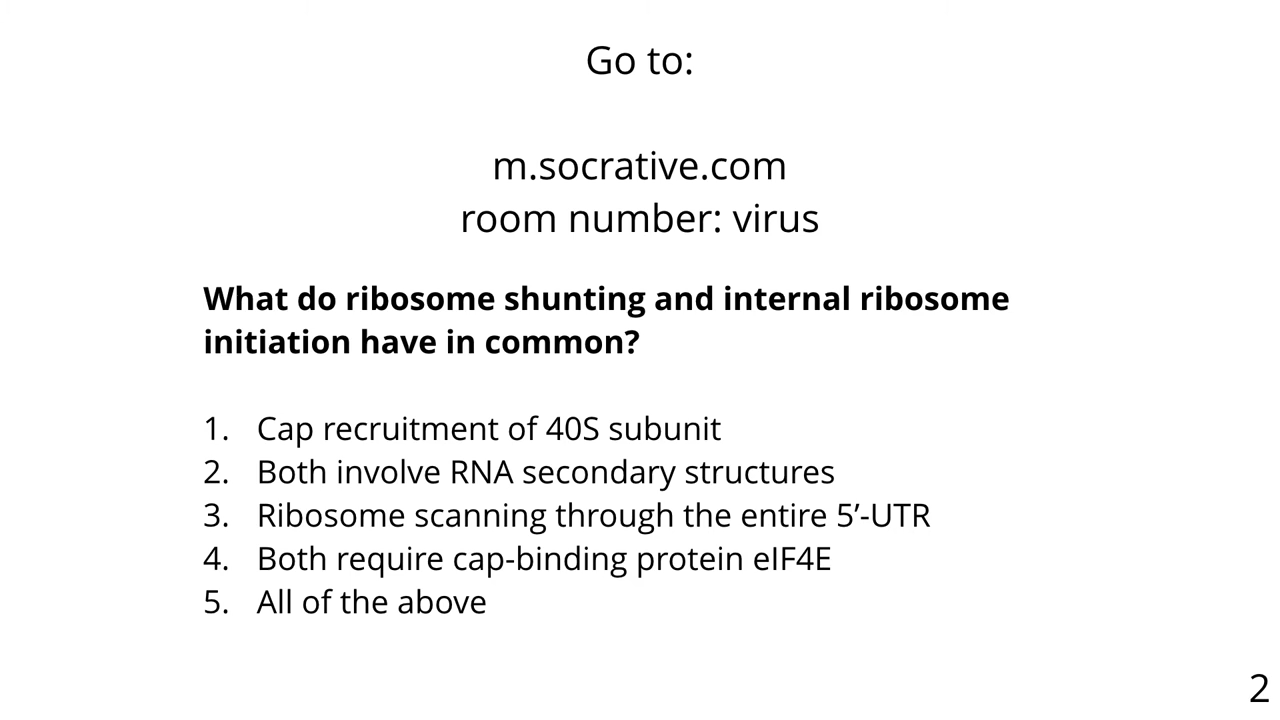 Go to:
m.socrative.com
room number: virus
What do ribosome shunting and internal ribosome
initiation have in common?
1. Cap recruitment of 40S subunit
2. Both involve RNA secondary structures
3. Ribosome scanning through the entire 5’-UTR
4. Both require cap-binding protein eIF4E
5. All of the above
2